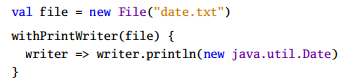 val file = new File("date.txt")
withPrintWriter(file) {
  writer => writer.println(new java.util.Date)
}